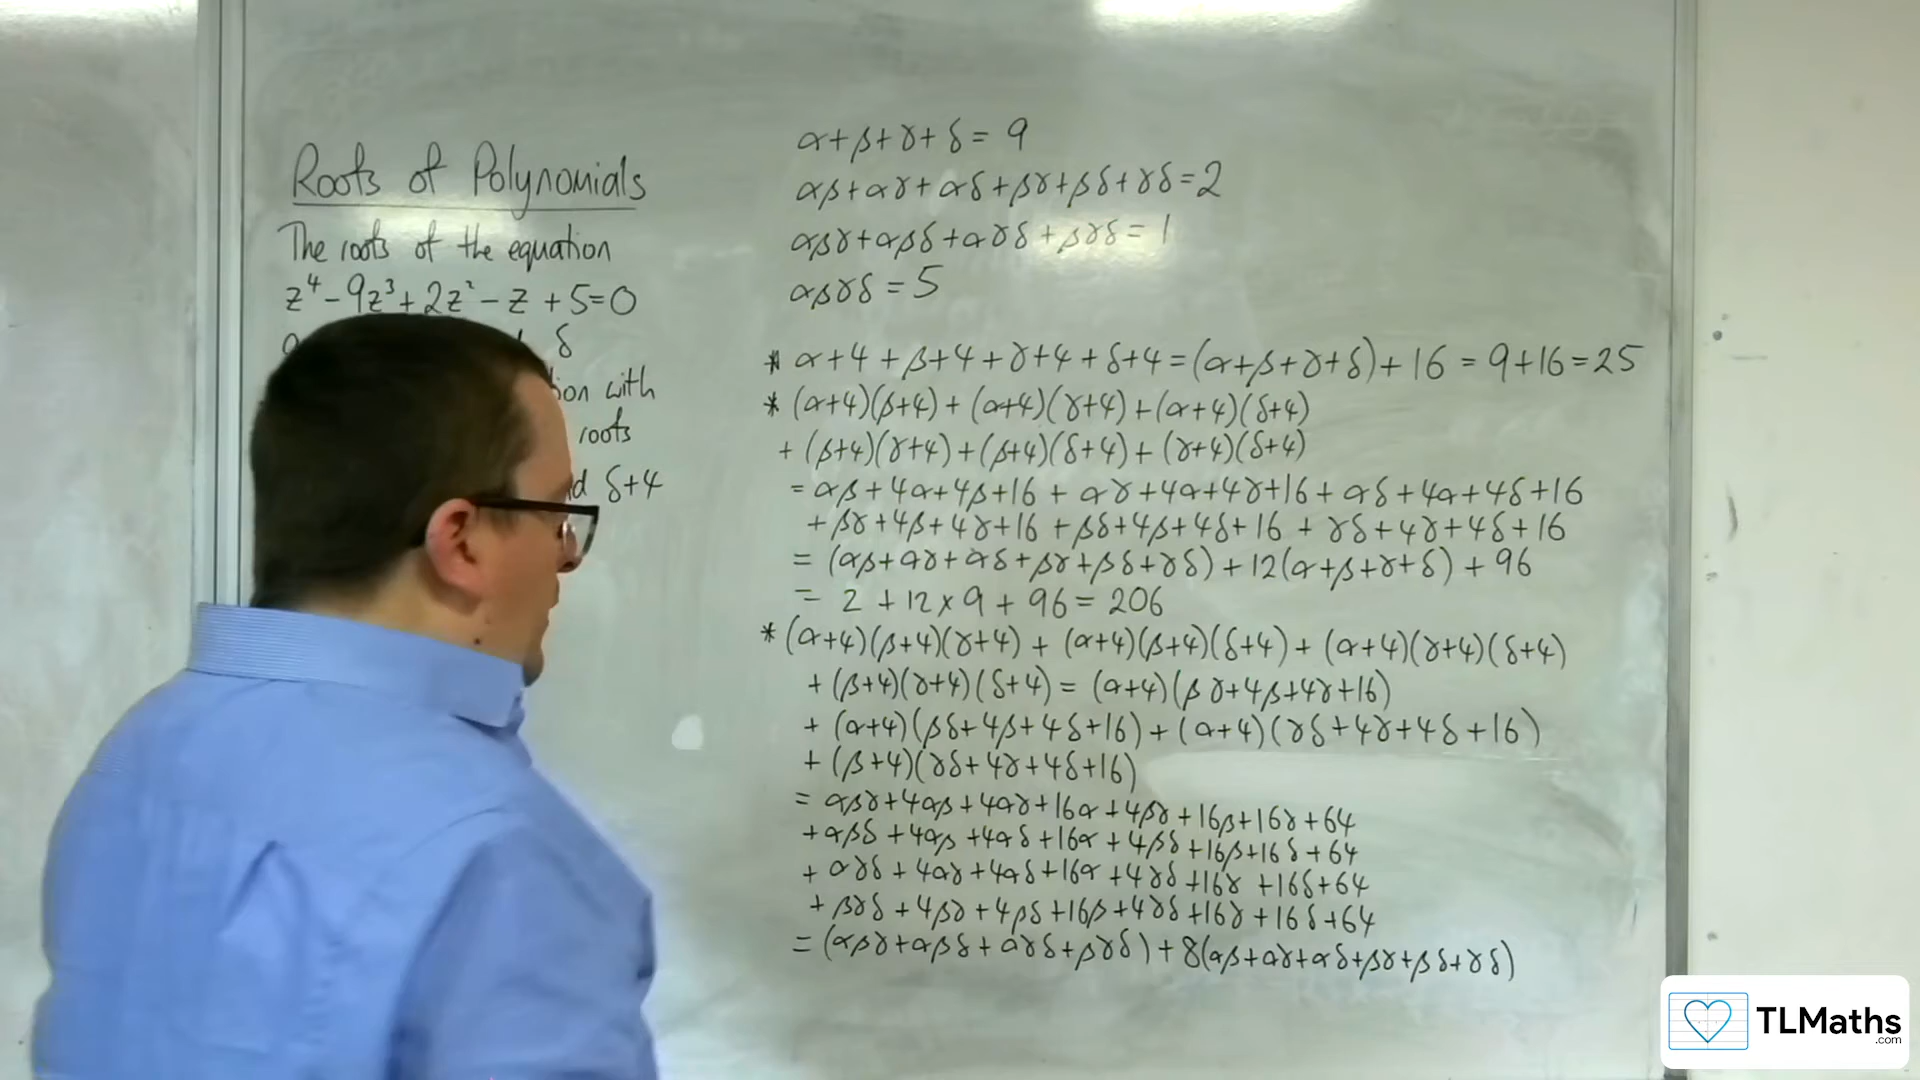 Roots of Polynomials
The roots of the equation
z⁴ - 9z³ + 2z² - z + 5 = 0
δ
with
roots
δ+4
α + β + γ + δ = 9
αβ + αγ + αδ + βγ + βδ + γδ = 2
αβγ + αβδ + αγδ + βγδ = 1
αβγδ = 5
* α+4 + β+4 + γ+4 + δ+4 = (α+β+γ+δ) + 16 = 9+16 = 25
* (α+4)(β+4) + (α+4)(γ+4) + (α+4)(δ+4)
+ (β+4)(γ+4) + (β+4)(δ+4) + (γ+4)(δ+4)
= αβ + 4α + 4β + 16 + αγ + 4α + 4γ + 16 + αδ + 4α + 4δ + 16
+ βγ + 4β + 4γ + 16 + βδ + 4β + 4δ + 16 + γδ + 4γ + 4δ + 16
= (αβ + αγ + αδ + βγ + βδ + γδ) + 12(α+β+γ+δ) + 96
= 2 + 12 × 9 + 96 = 206
* (α+4)(β+4)(γ+4) + (α+4)(β+4)(δ+4) + (α+4)(γ+4)(δ+4)
+ (β+4)(γ+4)(δ+4) = (α+4)(βγ+4β+4γ+16)
+ (α+4)(βδ+4β+4δ+16) + (α+4)(γδ+4γ+4δ+16)
+ (β+4)(γδ+4γ+4δ+16)
= αβγ + 4αβ + 4αγ + 16α + 4βγ + 16β + 16γ + 64
+ αβδ + 4αβ + 4αδ + 16α + 4βδ + 16β + 16δ + 64
+ αγδ + 4αγ + 4αδ + 16α + 4γδ + 16γ + 16δ + 64
+ βγδ + 4βγ + 4βδ + 16β + 4γδ + 16γ + 16δ + 64
= (αβγ + αβδ + αγδ + βγδ) + 8(αβ + αγ + αδ + βγ + βδ + γδ)
TLMaths
.com